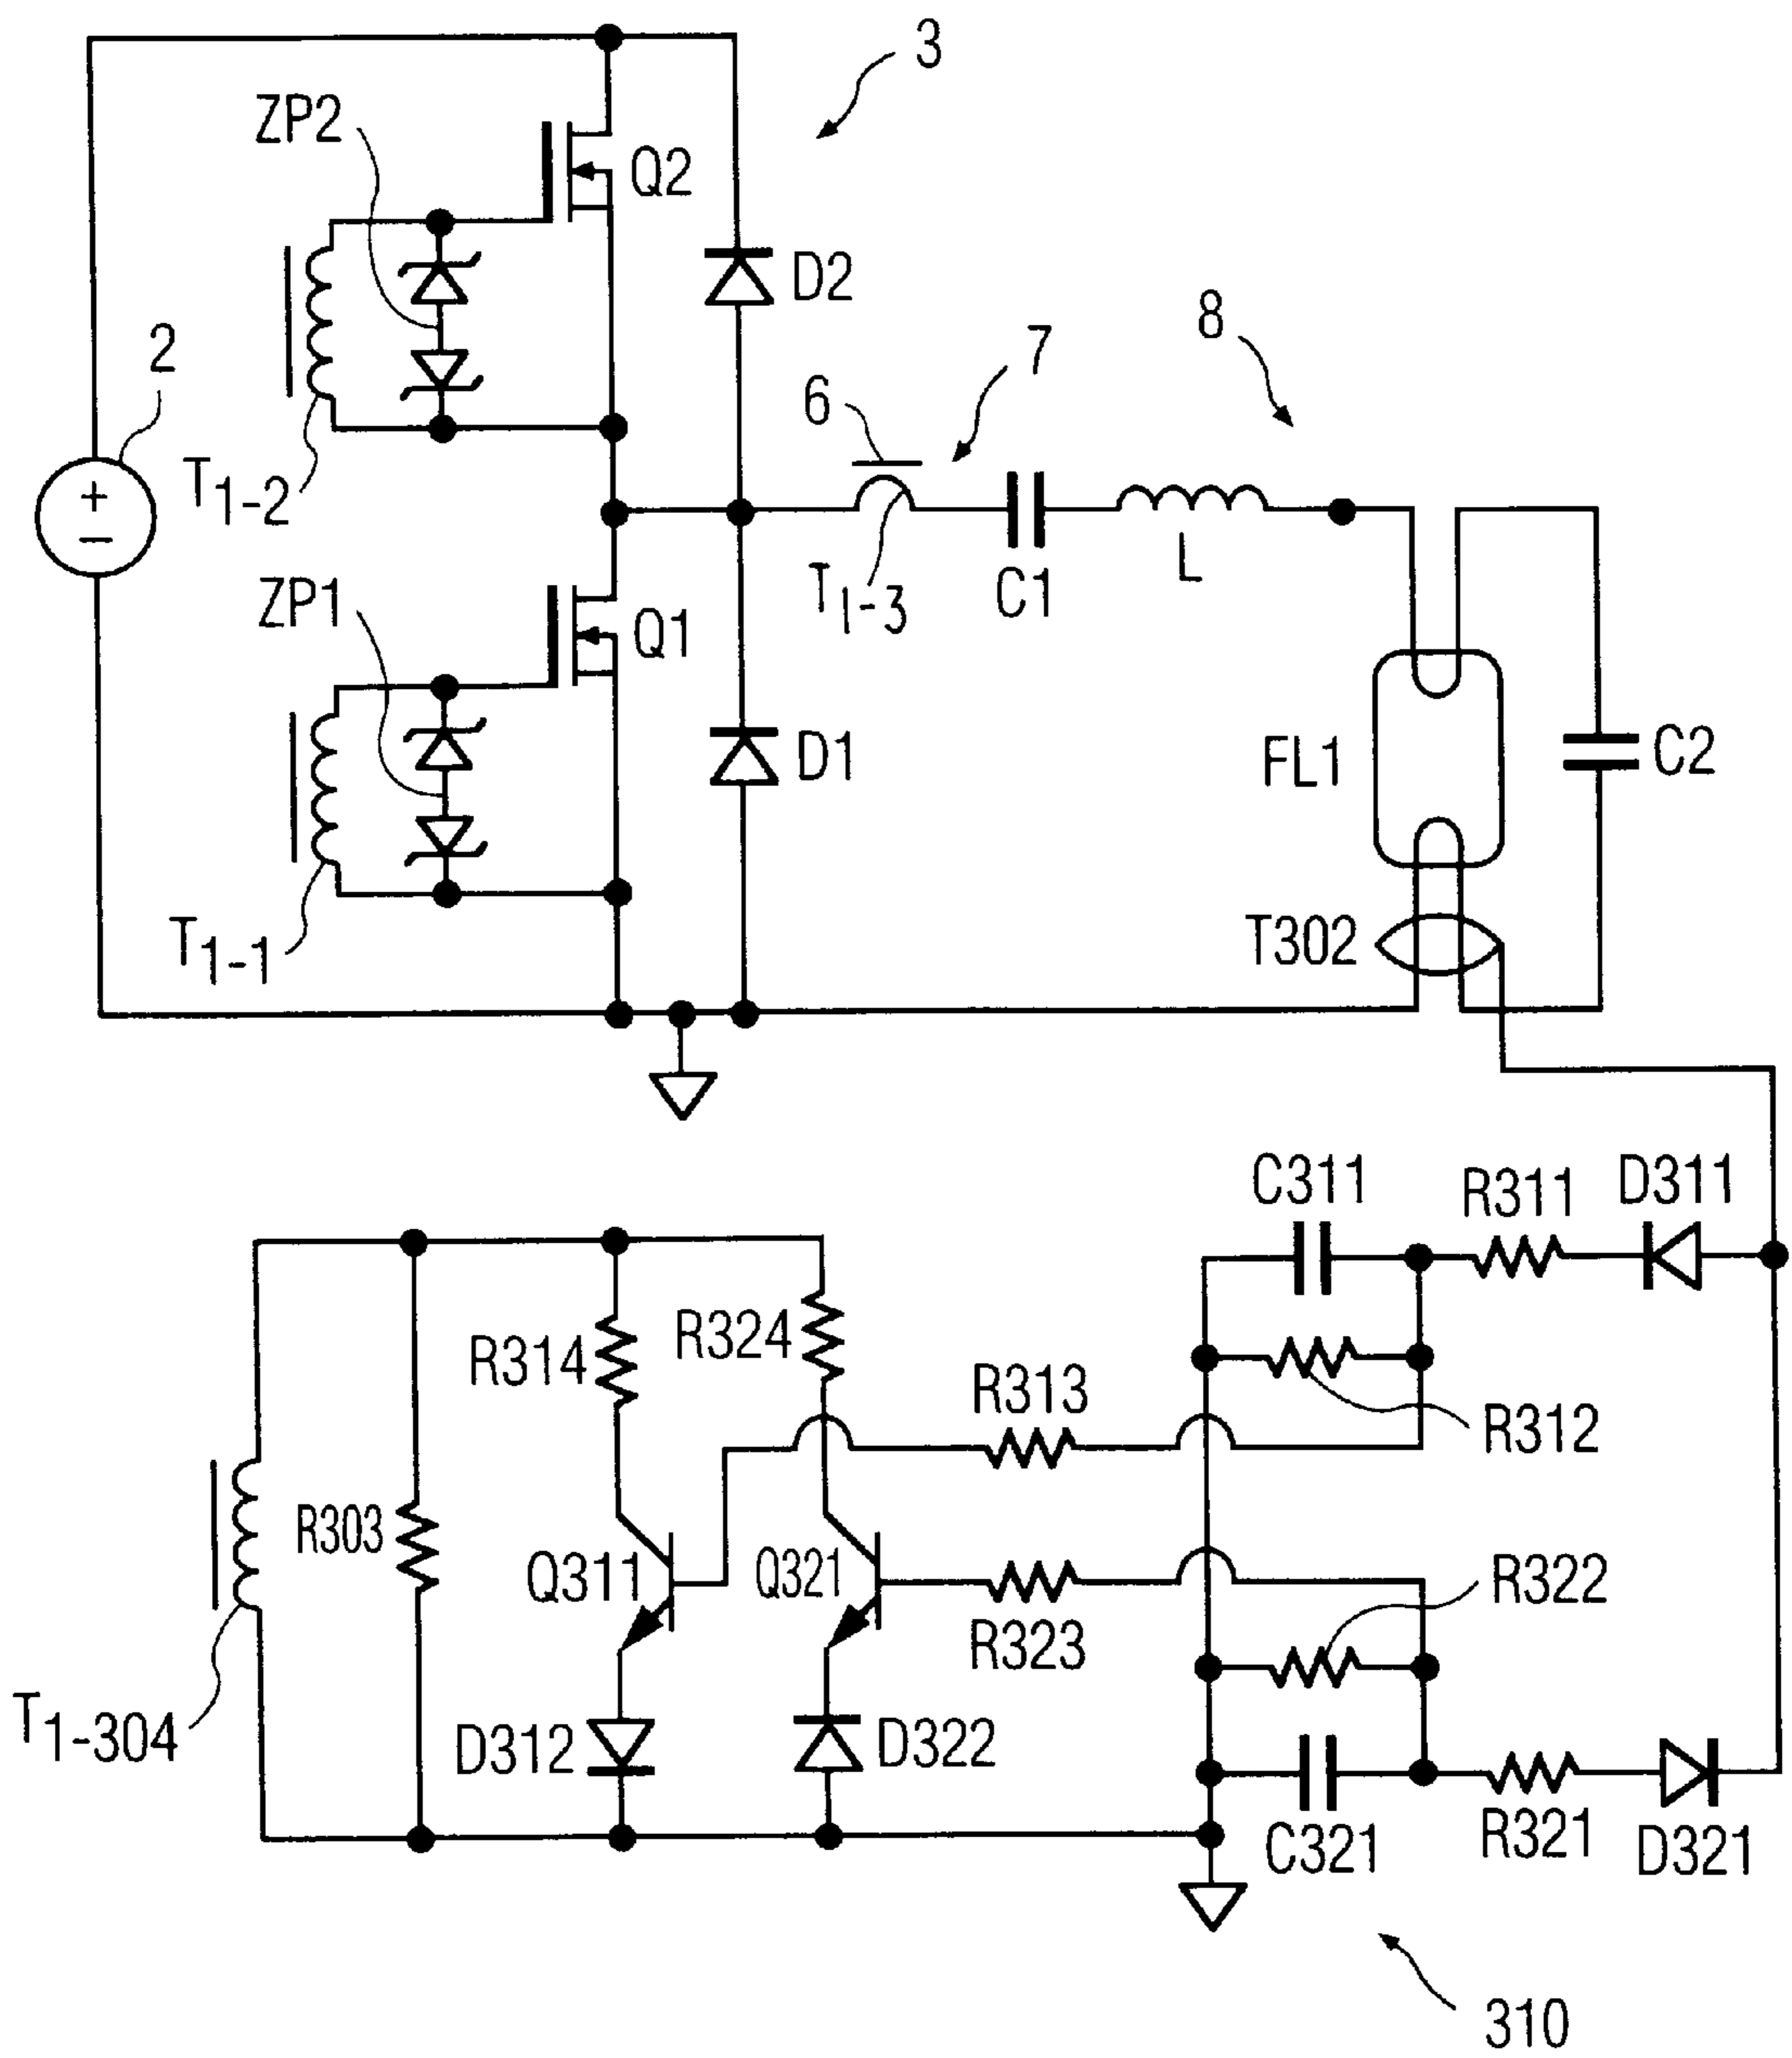 3
ZP2
Q2
D2
2
8
7
6
T1-2
ZP1
Q1
T1-3
C1
L
D1
FL1
C2
T1-1
T302
C311
R311
D311
R314
R324
R313
R312
R303
Q311
Q321
R323
R322
T1-304
D312
D322
C321
R321
D321
310
+
−